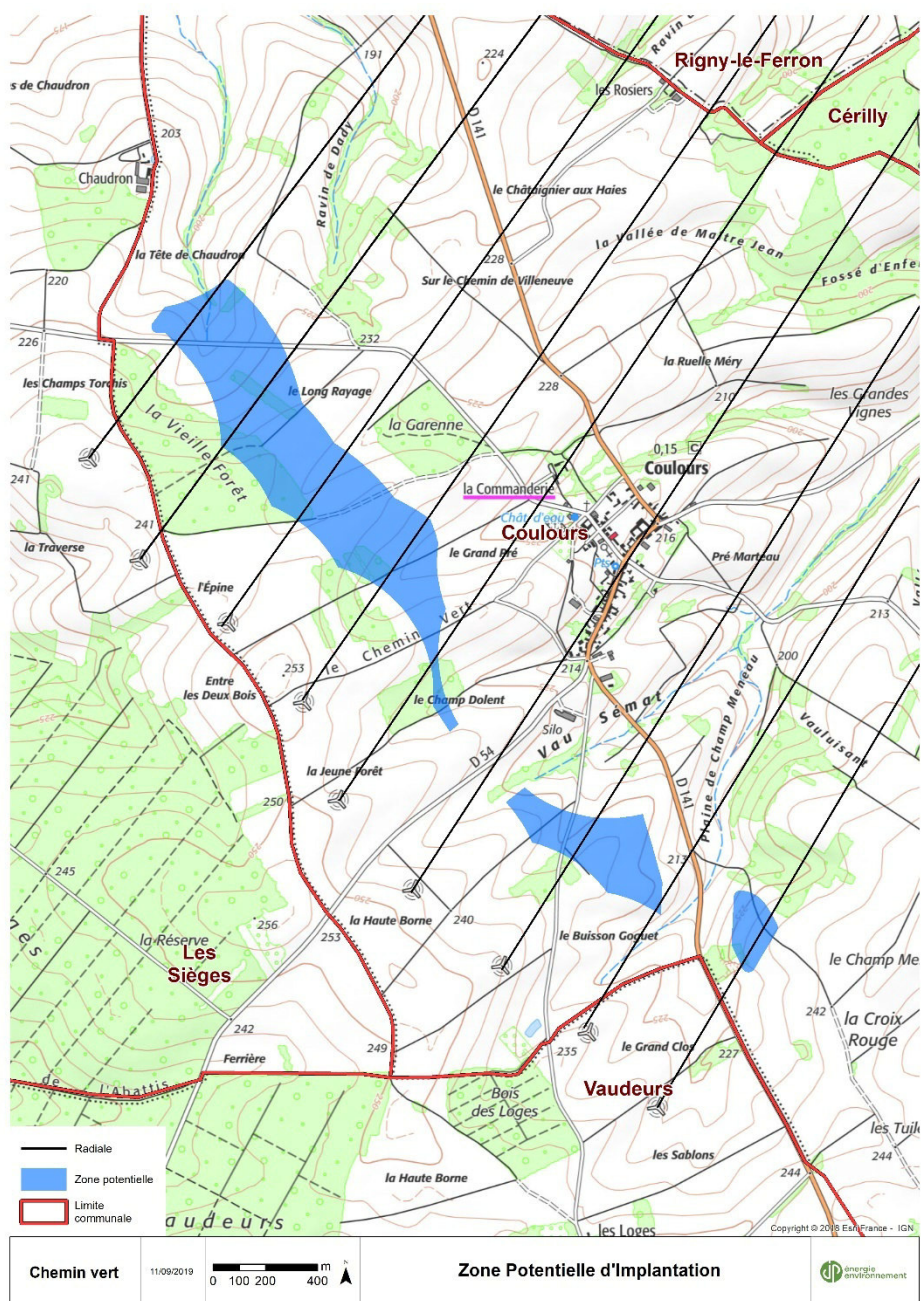 191
224
Ravin d
Rigny-le-Ferron
s de Chaudron
les Rosiers
Cérilly
D 141
203
Ravin de Dady
Chaudron
le Châtaignier aux Haies
200
la Vallée de Maître Jean
la Tête de Chaudron
228
Sur le Chemin de Villeneuve
Fossé d'Enfe
220
226
232
la Ruelle Méry
les Champs Torchis
le Long Rayage
228
210
les Grandes
Vignes
la Vieille Forêt
la Garenne
225
0,15 C
Coulours
241
la Commanderie
Chât. d'eau
Coulours
216
241
la Traverse
le Grand Pré
Pts
Pré Marteau
l'Épine
213
le Chemin Vert
253
214
200
Entre
les Deux Bois
le Champ Dolent
Vau Sémat
Silo
Plaine de Champ Meneau
Vauluisant
D 54
la Jeune Forêt
250
D 141
213
245
la Haute Borne
240
256
253
la Réserve
Les
Sièges
le Buisson Goguet
le Champ Me
242
242
la Croix
Rouge
249
235
le Grand Clos
227
Ferrière
de l'Abattis
Vaudeurs
Bois
des Loges
les Tuil
244
les Sablons
244
la Haute Borne
audeurs
les Loges
Radiale
Zone potentielle
Limite
communale
Copyright © 2018 Esri France - IGN
Chemin vert
11/09/2019
m
0 100 200 400
N
Zone Potentielle d'Implantation
énergie
environnement